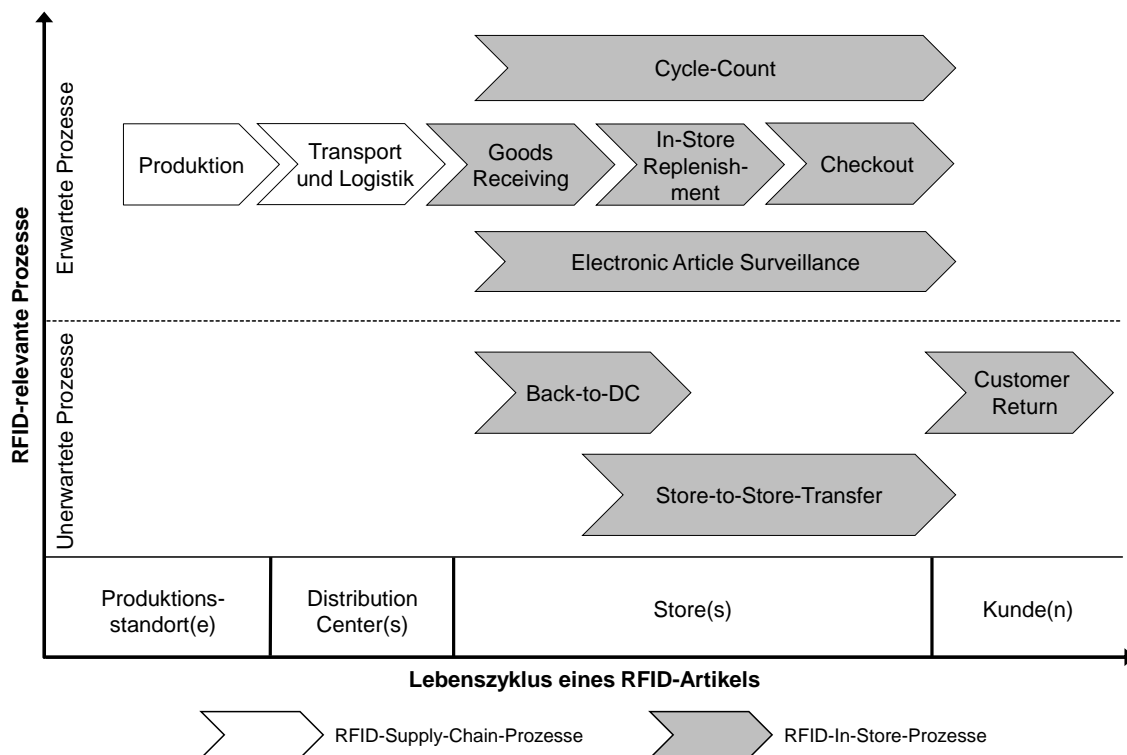 RFID-relevante Prozesse
Erwartete Prozesse
Cycle-Count
Produktion
Transport
und Logistik
Goods
Receiving
In-Store
Replenish-
ment
Checkout
Electronic Article Surveillance
Unerwartete Prozesse
Back-to-DC
Customer
Return
Store-to-Store-Transfer
Produktions-
standort(e)
Distribution
Center(s)
Store(s)
Kunde(n)
Lebenszyklus eines RFID-Artikels
RFID-Supply-Chain-Prozesse
RFID-In-Store-Prozesse